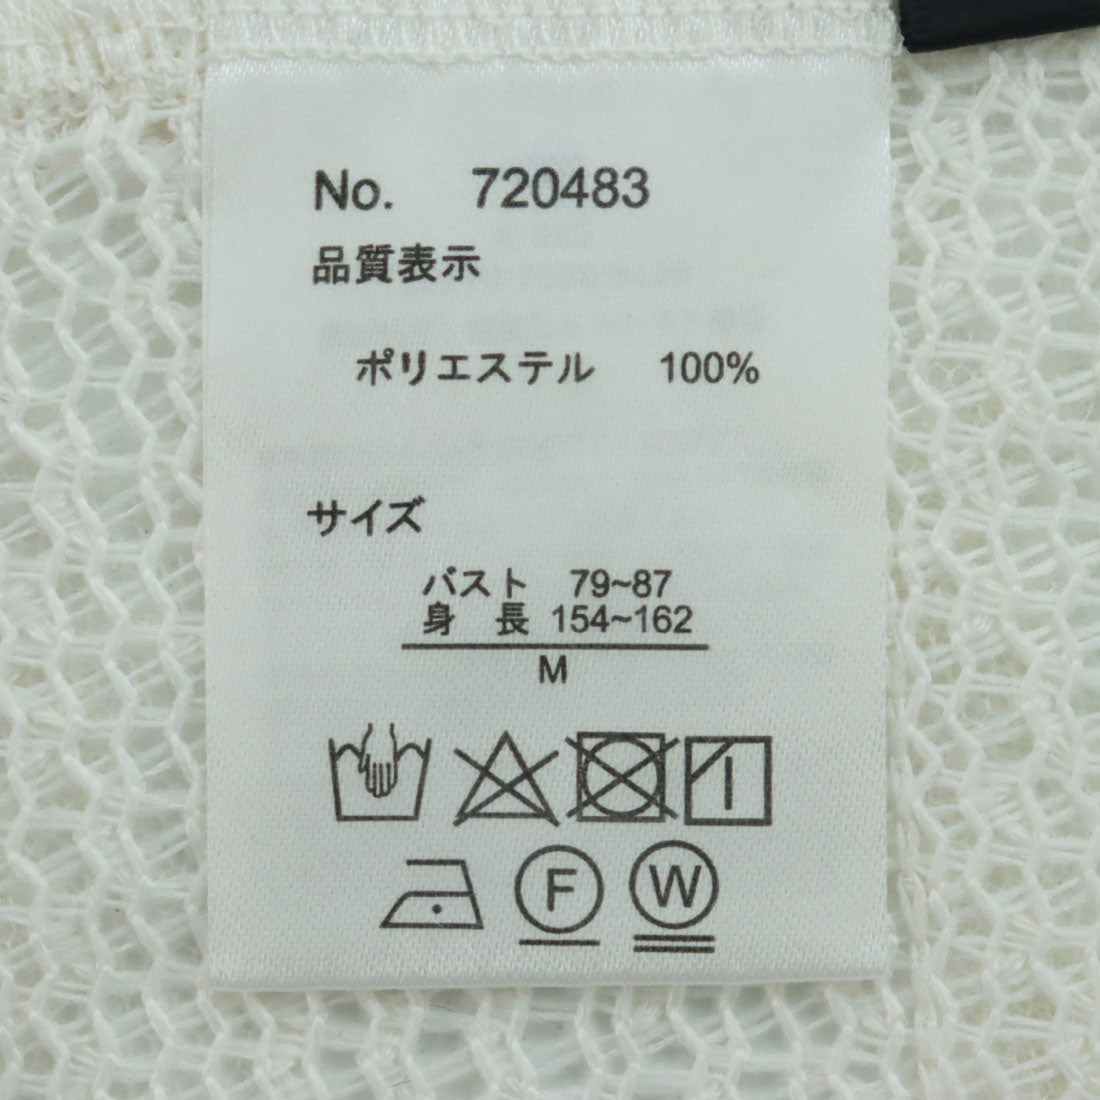 No. 720483
品質表示
ポリエステル 100%
サイズ
バスト 79~87
身 長 154~162
M
F W